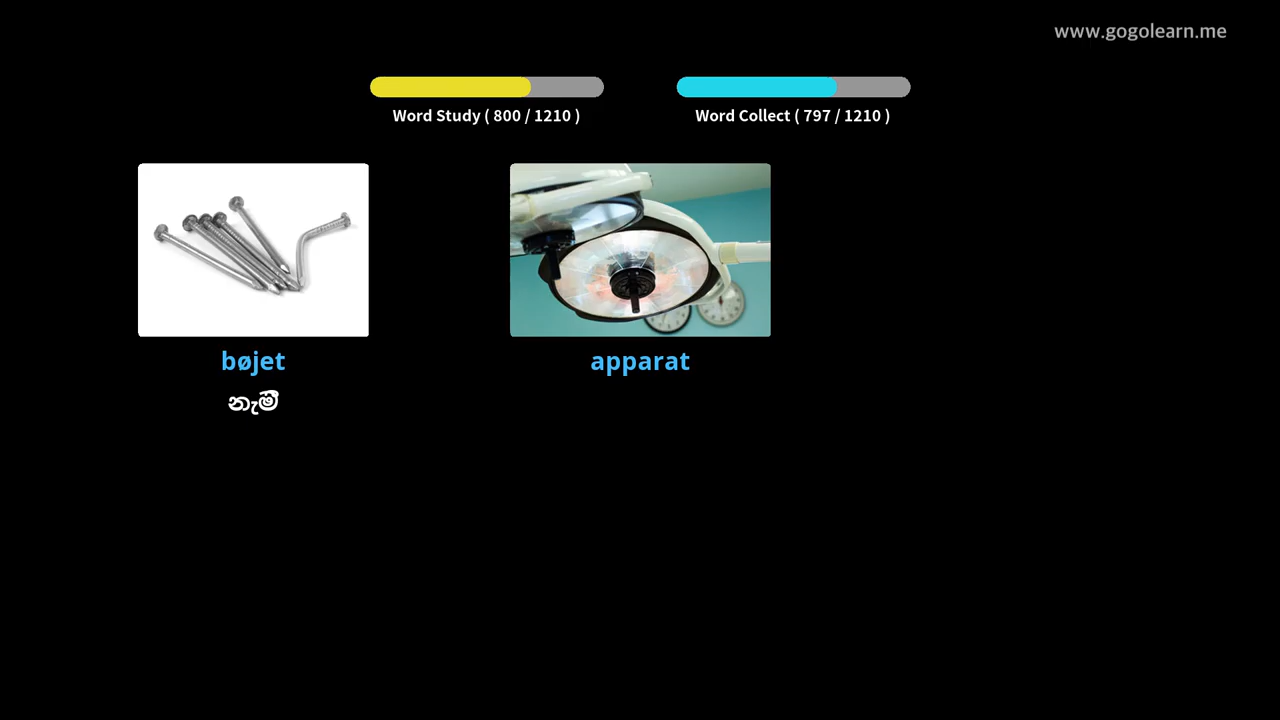 www.gogolearn.me
Word Study ( 800 / 1210 )
Word Collect ( 797 / 1210 )
bøjet
apparat
නැමී